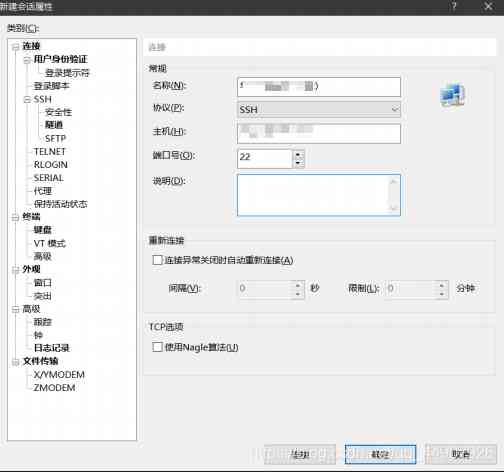 新建会话属性
?
类别(C):
连接
用户身份验证
登录提示符
登录脚本
SSH
安全性
隧道
SFTP
TELNET
RLOGIN
SERIAL
代理
保持活动状态
终端
键盘
VT 模式
高级
外观
窗口
突出
高级
跟踪
钟
日志记录
文件传输
X/YMODEM
ZMODEM
连接
常规
名称(N):
协议(P): SSH
主机(H):
端口号(O): 22
说明(D):
重新连接
连接异常关闭时自动重新连接(A)
间隔(V): 0 秒 限制(L): 0 分钟
TCP选项
使用Nagle算法(U)
连接 确定 取消